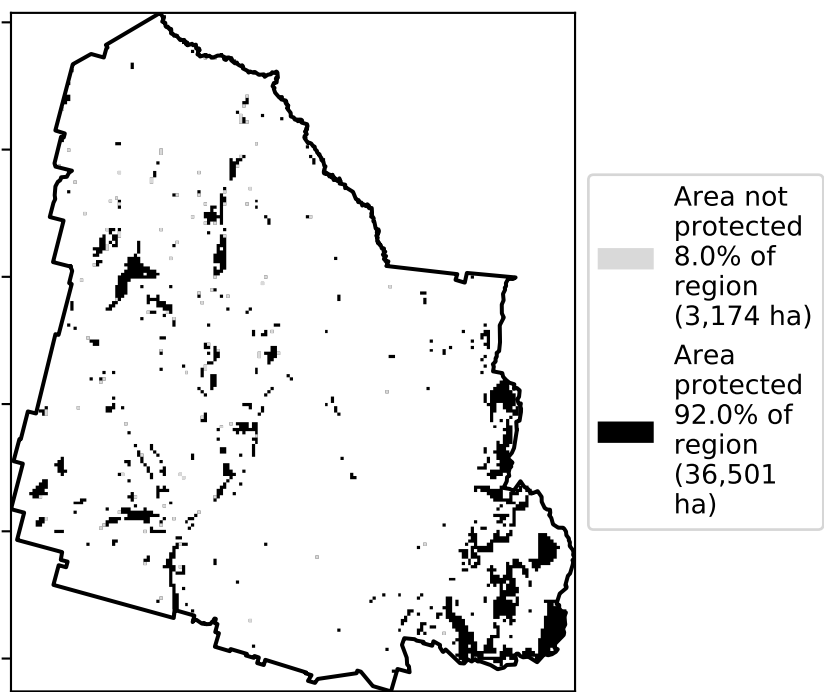 Area not
protected
8.0% of
region
(3,174 ha)
Area
protected
92.0% of
region
(36,501
ha)